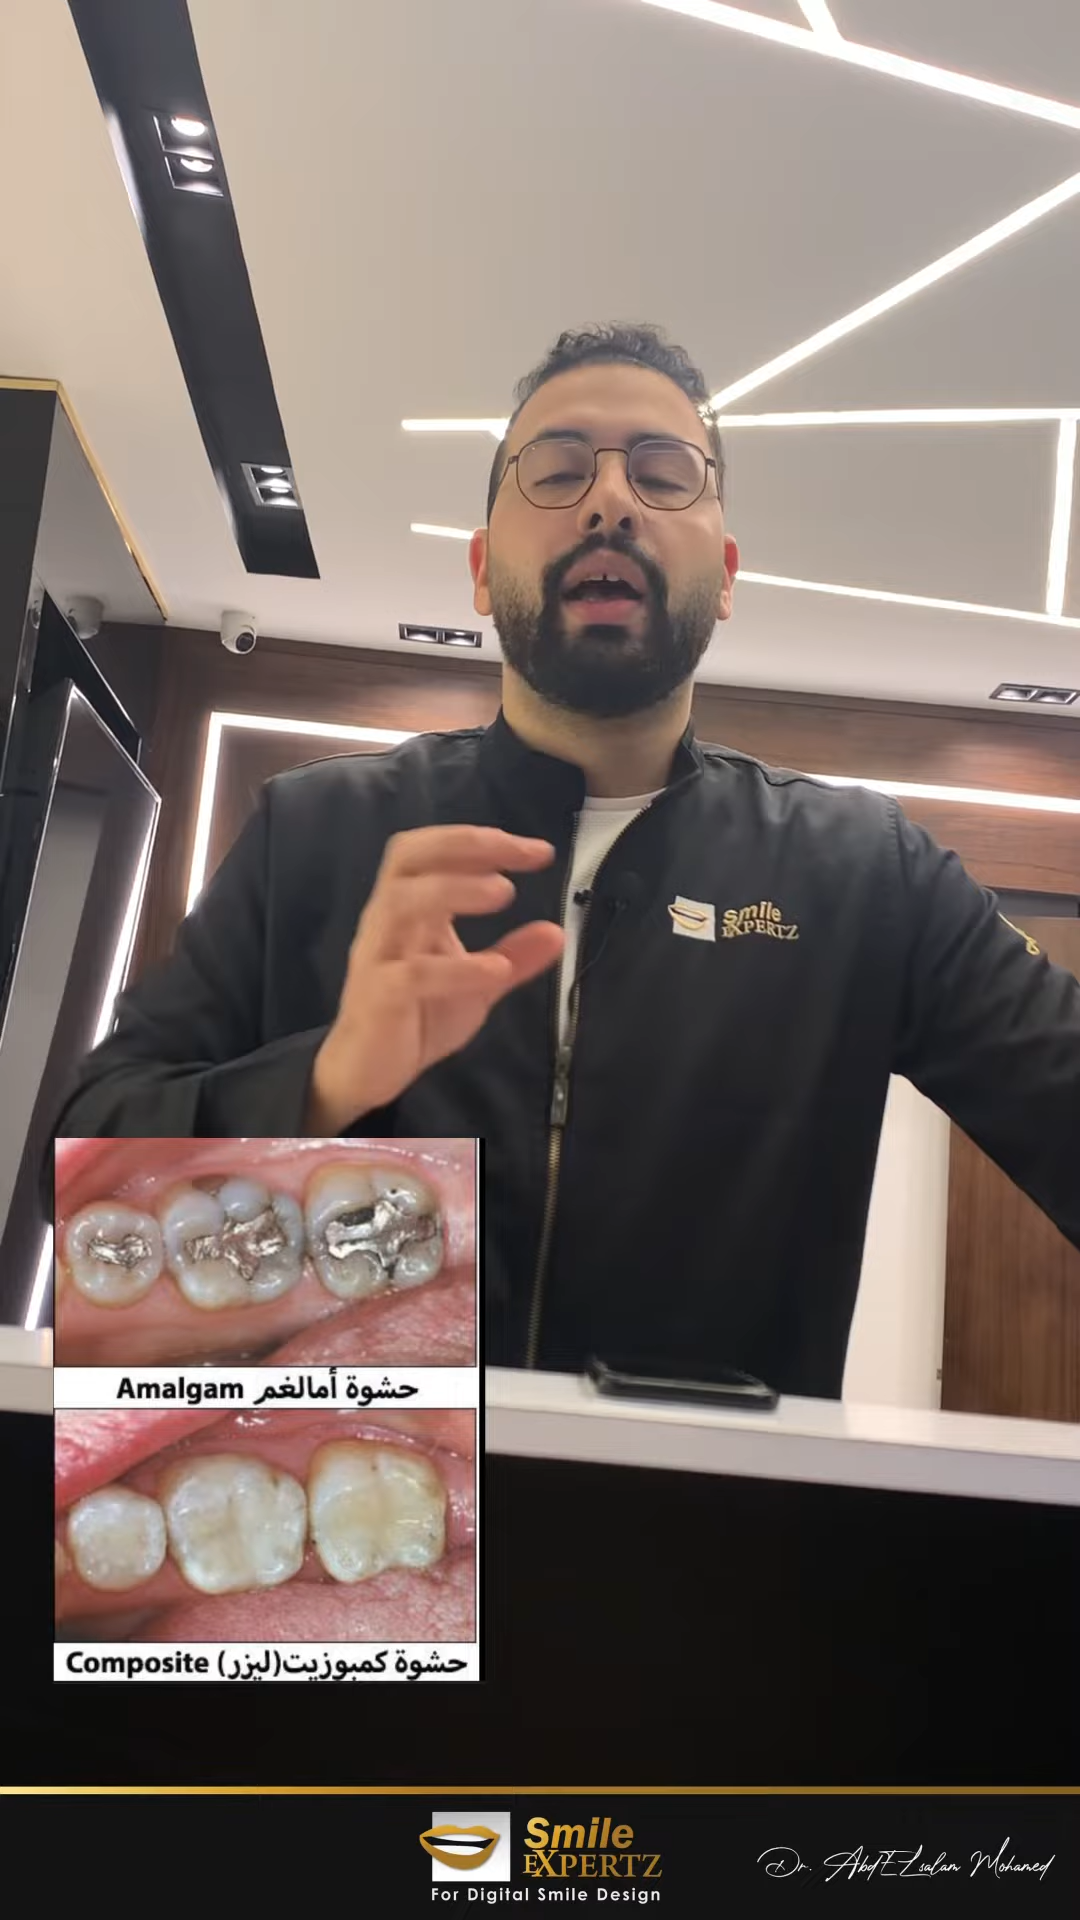 smile
EXPERTZ
حشوة أمالغم Amalgam
حشوة كمبوزيت(ليزر) Composite
Smile
EXPERTZ
For Digital Smile Design
Dr. AbdELsalam Mohamed